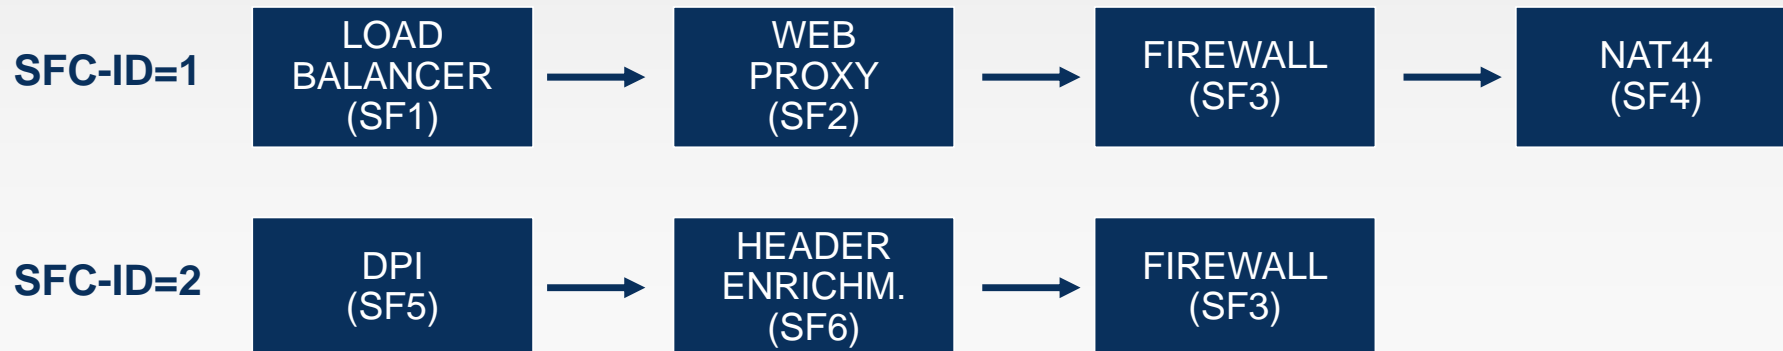 SFC-ID=1
LOAD
BALANCER
(SF1)
WEB
PROXY
(SF2)
FIREWALL
(SF3)
NAT44
(SF4)
SFC-ID=2
DPI
(SF5)
HEADER
ENRICHM.
(SF6)
FIREWALL
(SF3)